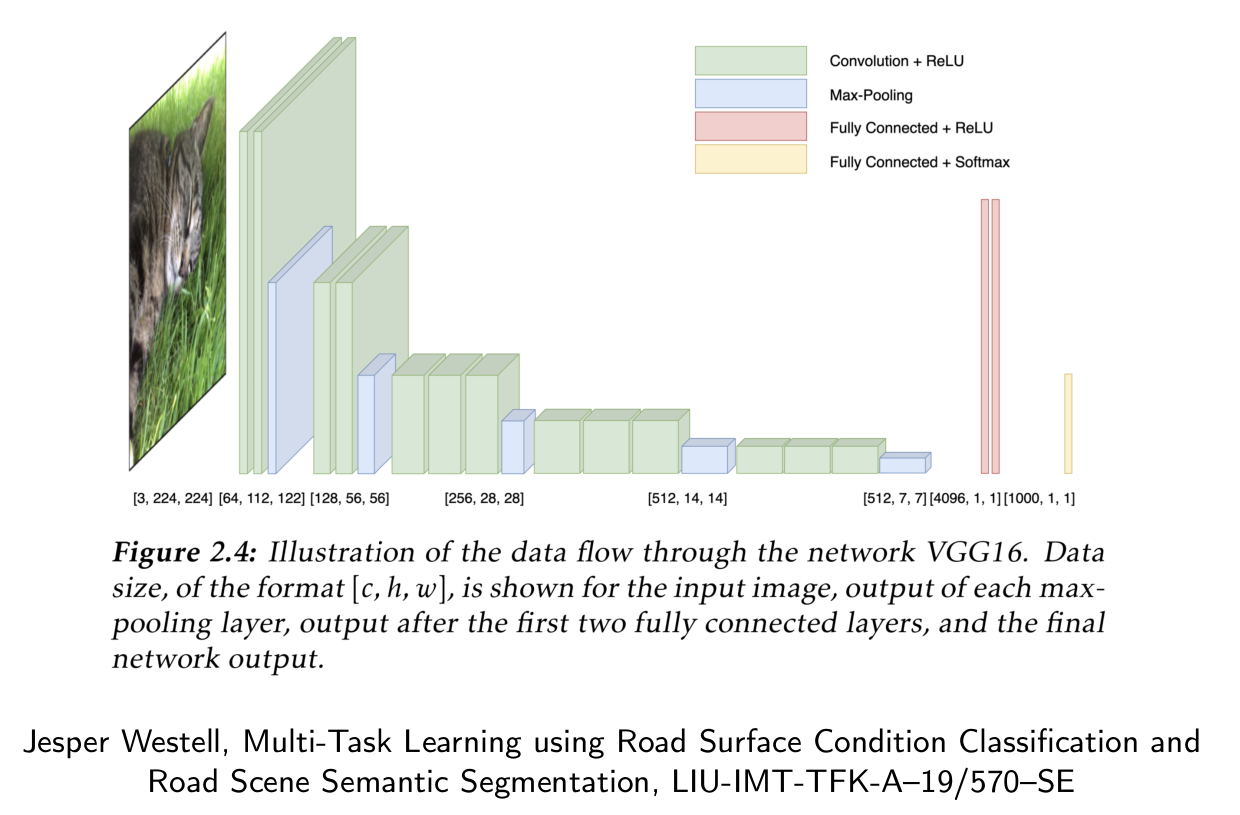 Convolution + ReLU
Max-Pooling
Fully Connected + ReLU
Fully Connected + Softmax
[3, 224, 224] [64, 112, 122] [128, 56, 56] [256, 28, 28] [512, 14, 14] [512, 7, 7] [4096, 1, 1] [1000, 1, 1]
Figure 2.4: Illustration of the data flow through the network VGG16. Data
size, of the format [c, h, w], is shown for the input image, output of each max-
pooling layer, output after the first two fully connected layers, and the final
network output.
Jesper Westell, Multi-Task Learning using Road Surface Condition Classification and
Road Scene Semantic Segmentation, LIU-IMT-TFK-A–19/570–SE